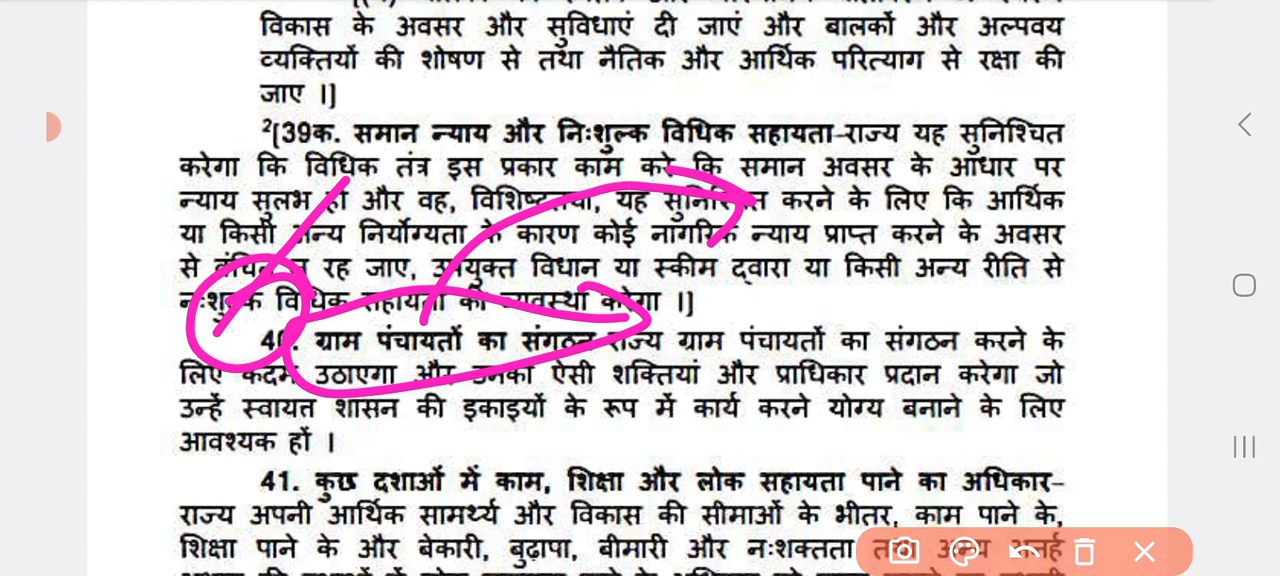 विकास के अवसर और सुविधाएं दी जाएं और बालकों और अल्पवय
व्यक्तियों की शोषण से तथा नैतिक और आर्थिक परित्याग से रक्षा की
जाए ।]
2[39क. समान न्याय और निःशुल्क विधिक सहायता–राज्य यह सुनिश्चित
करेगा कि विधिक तंत्र इस प्रकार काम करे कि समान अवसर के आधार पर
न्याय सुलभ हो और वह, विशिष्टतया, यह सुनिश्चित करने के लिए कि आर्थिक
या किसी अन्य निर्योग्यता के कारण कोई नागरिक न्याय प्राप्त करने के अवसर
से वंचित न रह जाए, उपयुक्त विधान या स्कीम द्वारा या किसी अन्य रीति से
नःशुल्क विधिक सहायता की व्यवस्था करेगा ।]
40. ग्राम पंचायतों का संगठन–राज्य ग्राम पंचायतों का संगठन करने के
लिए कदम उठाएगा और उनको ऐसी शक्तियां और प्राधिकार प्रदान करेगा जो
उन्हें स्वायत्त शासन की इकाइयों के रूप में कार्य करने योग्य बनाने के लिए
आवश्यक हों ।
41. कुछ दशाओं में काम, शिक्षा और लोक सहायता पाने का अधिकार–
राज्य अपनी आर्थिक सामर्थ्य और विकास की सीमाओं के भीतर, काम पाने के,
शिक्षा पाने के और बेकारी, बुढ़ापा, बीमारी और नःशक्तता तथा अन्य अनर्ह